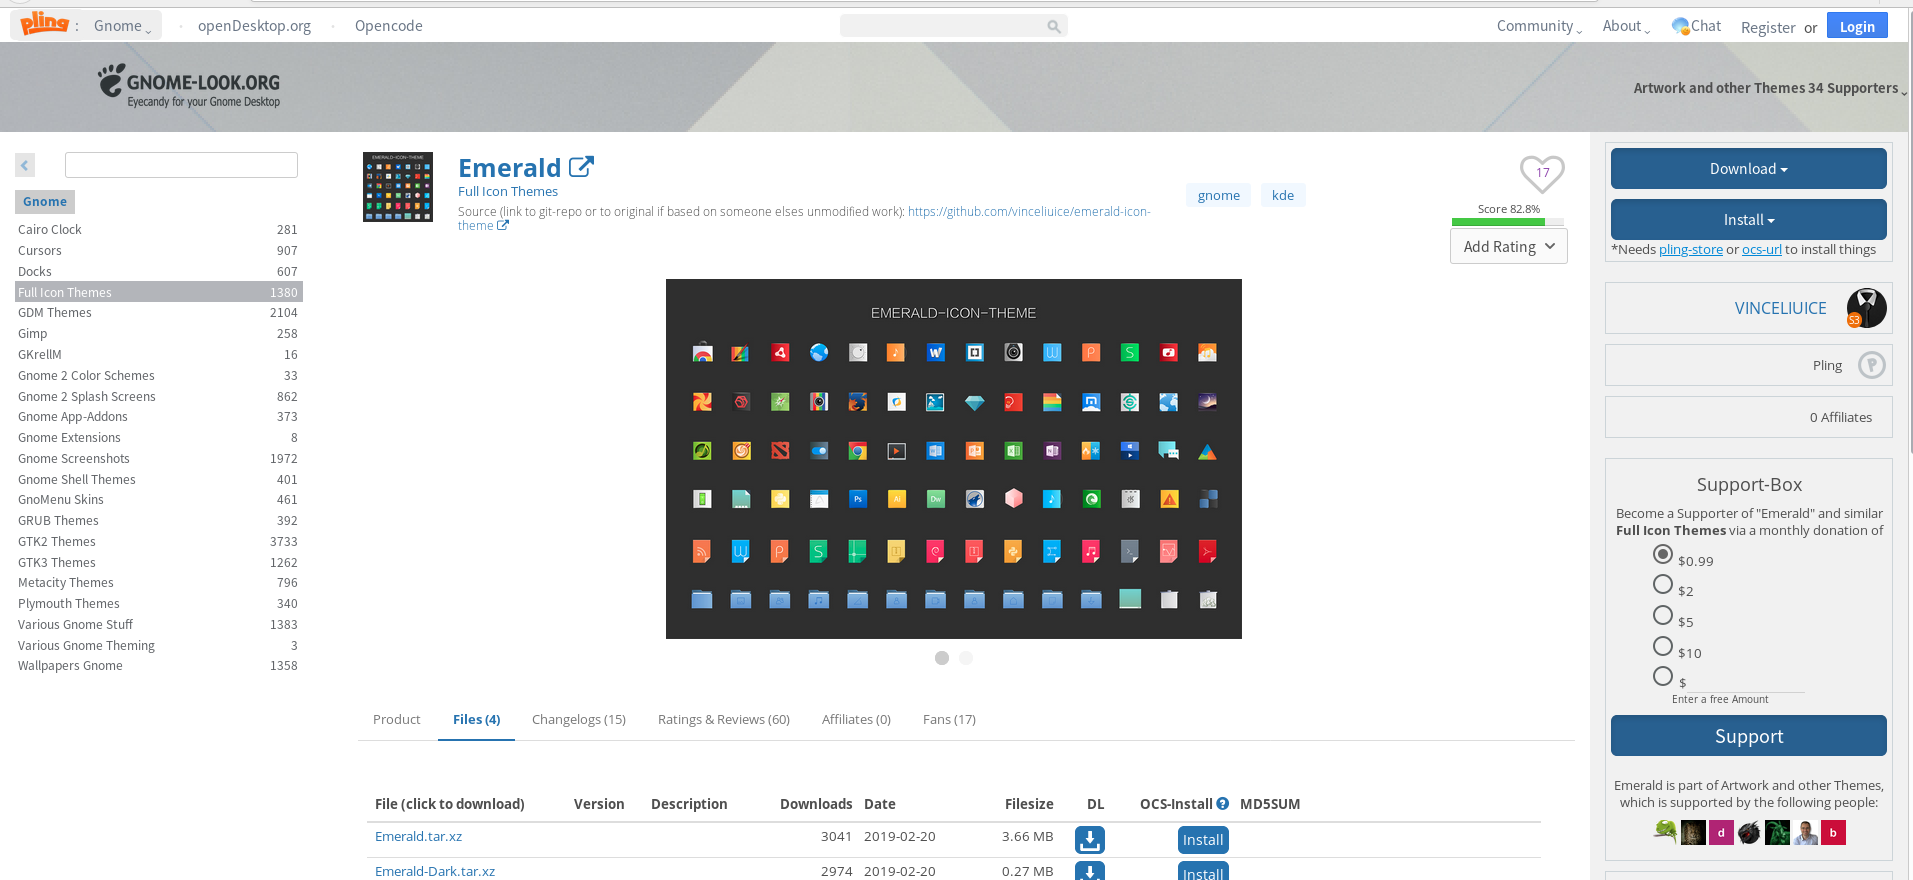 pling : Gnome openDesktop.org Opencode Community About Chat Register or Login
GNOME-LOOK.ORG
Eyecandy for your Gnome Desktop
Artwork and other Themes 34 Supporters
Gnome
Cairo Clock 281
Cursors 907
Docks 607
Full Icon Themes 1380
GDM Themes 2104
Gimp 258
GKrellM 16
Gnome 2 Color Schemes 33
Gnome 2 Splash Screens 862
Gnome App-Addons 373
Gnome Extensions 8
Gnome Screenshots 1972
Gnome Shell Themes 401
GnoMenu Skins 461
GRUB Themes 392
GTK2 Themes 3733
GTK3 Themes 1262
Metacity Themes 796
Plymouth Themes 340
Various Gnome Stuff 1383
Various Gnome Theming 3
Wallpapers Gnome 1358
EMERALD-ICON-THEME
Emerald
Full Icon Themes
Source (link to git-repo or to original if based on someone elses unmodified work): https://github.com/vinceliuice/emerald-icon-
theme
gnome kde
17
Score 82.8%
Add Rating
EMERALD-ICON-THEME
Product Files (4) Changelogs (15) Ratings & Reviews (60) Affiliates (0) Fans (17)
File (click to download) Version Description Downloads Date Filesize DL OCS-Install MD5SUM
Emerald.tar.xz 3041 2019-02-20 3.66 MB Install
Emerald-Dark.tar.xz 2974 2019-02-20 0.27 MB Install
Download
Install
*Needs pling-store or ocs-url to install things
VINCELIUICE
S3
Pling
0 Affiliates
Support-Box
Become a Supporter of "Emerald" and similar
Full Icon Themes via a monthly donation of
$0.99
$2
$5
$10
$
Enter a free Amount
Support
Emerald is part of Artwork and other Themes,
which is supported by the following people:
d b